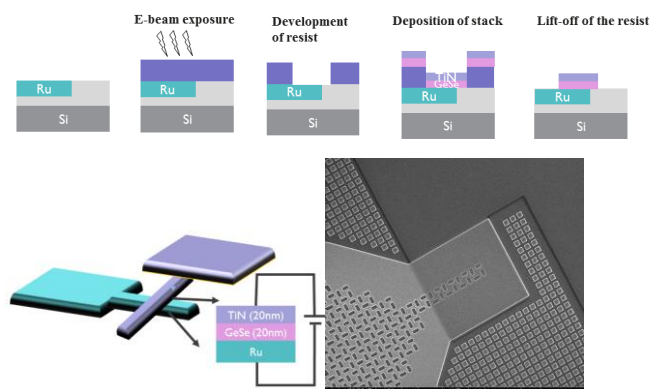 E-beam exposure
Development
of resist
Deposition of stack
Lift-off of the resist
Ru
Si
Ru
Si
Ru
Si
TiN
GeSe
Ru
Si
Ru
Si
TiN (20nm)
GeSe (20nm)
Ru